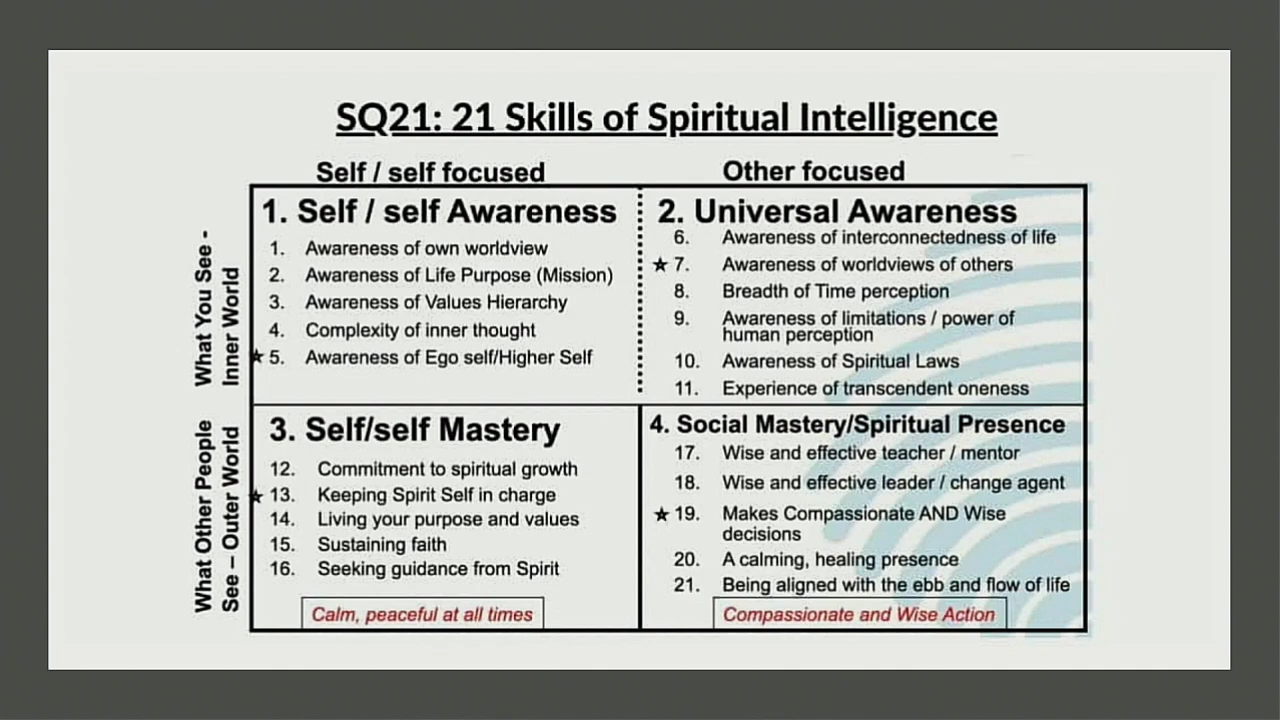 SQ21: 21 Skills of Spiritual Intelligence
Self / self focused
Other focused
What You See -
Inner World
1. Self / self Awareness
1. Awareness of own worldview
2. Awareness of Life Purpose (Mission)
3. Awareness of Values Hierarchy
4. Complexity of inner thought
★ 5. Awareness of Ego self/Higher Self
2. Universal Awareness
6. Awareness of interconnectedness of life
★ 7. Awareness of worldviews of others
8. Breadth of Time perception
9. Awareness of limitations / power of
human perception
10. Awareness of Spiritual Laws
11. Experience of transcendent oneness
What Other People
See – Outer World
3. Self/self Mastery
12. Commitment to spiritual growth
★ 13. Keeping Spirit Self in charge
14. Living your purpose and values
15. Sustaining faith
16. Seeking guidance from Spirit
Calm, peaceful at all times
4. Social Mastery/Spiritual Presence
17. Wise and effective teacher / mentor
18. Wise and effective leader / change agent
★ 19. Makes Compassionate AND Wise
decisions
20. A calming, healing presence
21. Being aligned with the ebb and flow of life
Compassionate and Wise Action